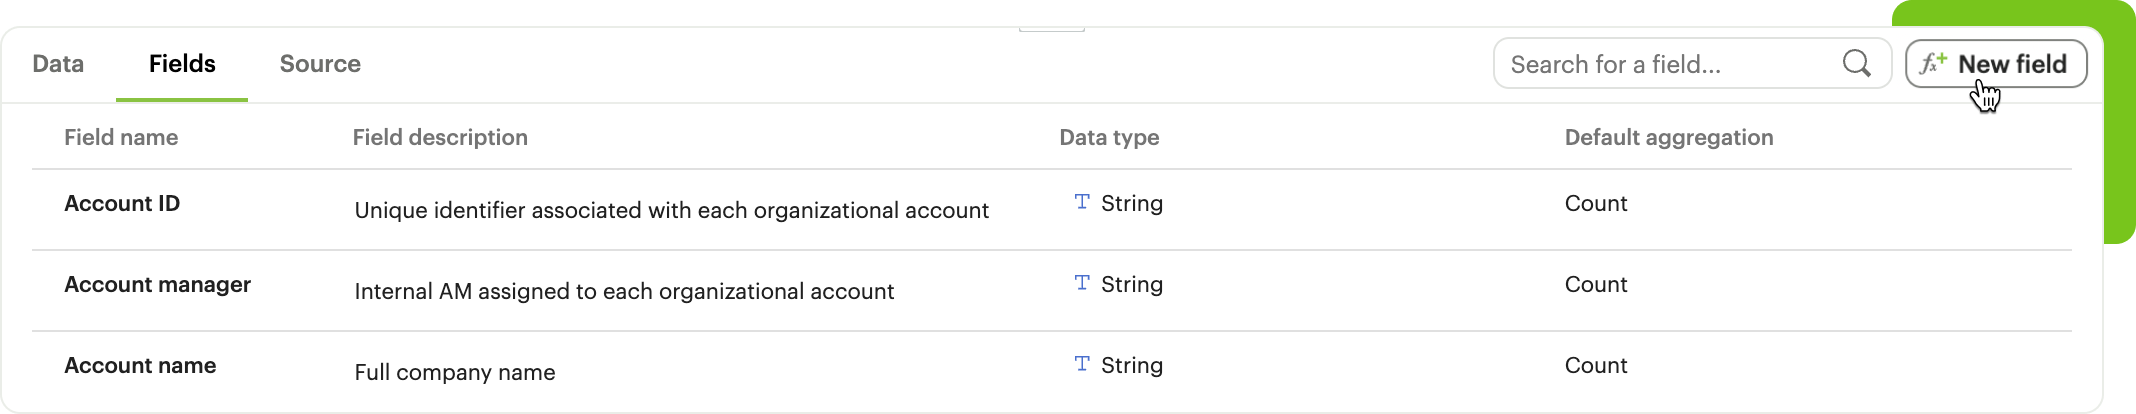 Data Fields Source Search for a field... fx+ New field
Field name Field description Data type Default aggregation
Account ID Unique identifier associated with each organizational account T String Count
Account manager Internal AM assigned to each organizational account T String Count
Account name Full company name T String Count